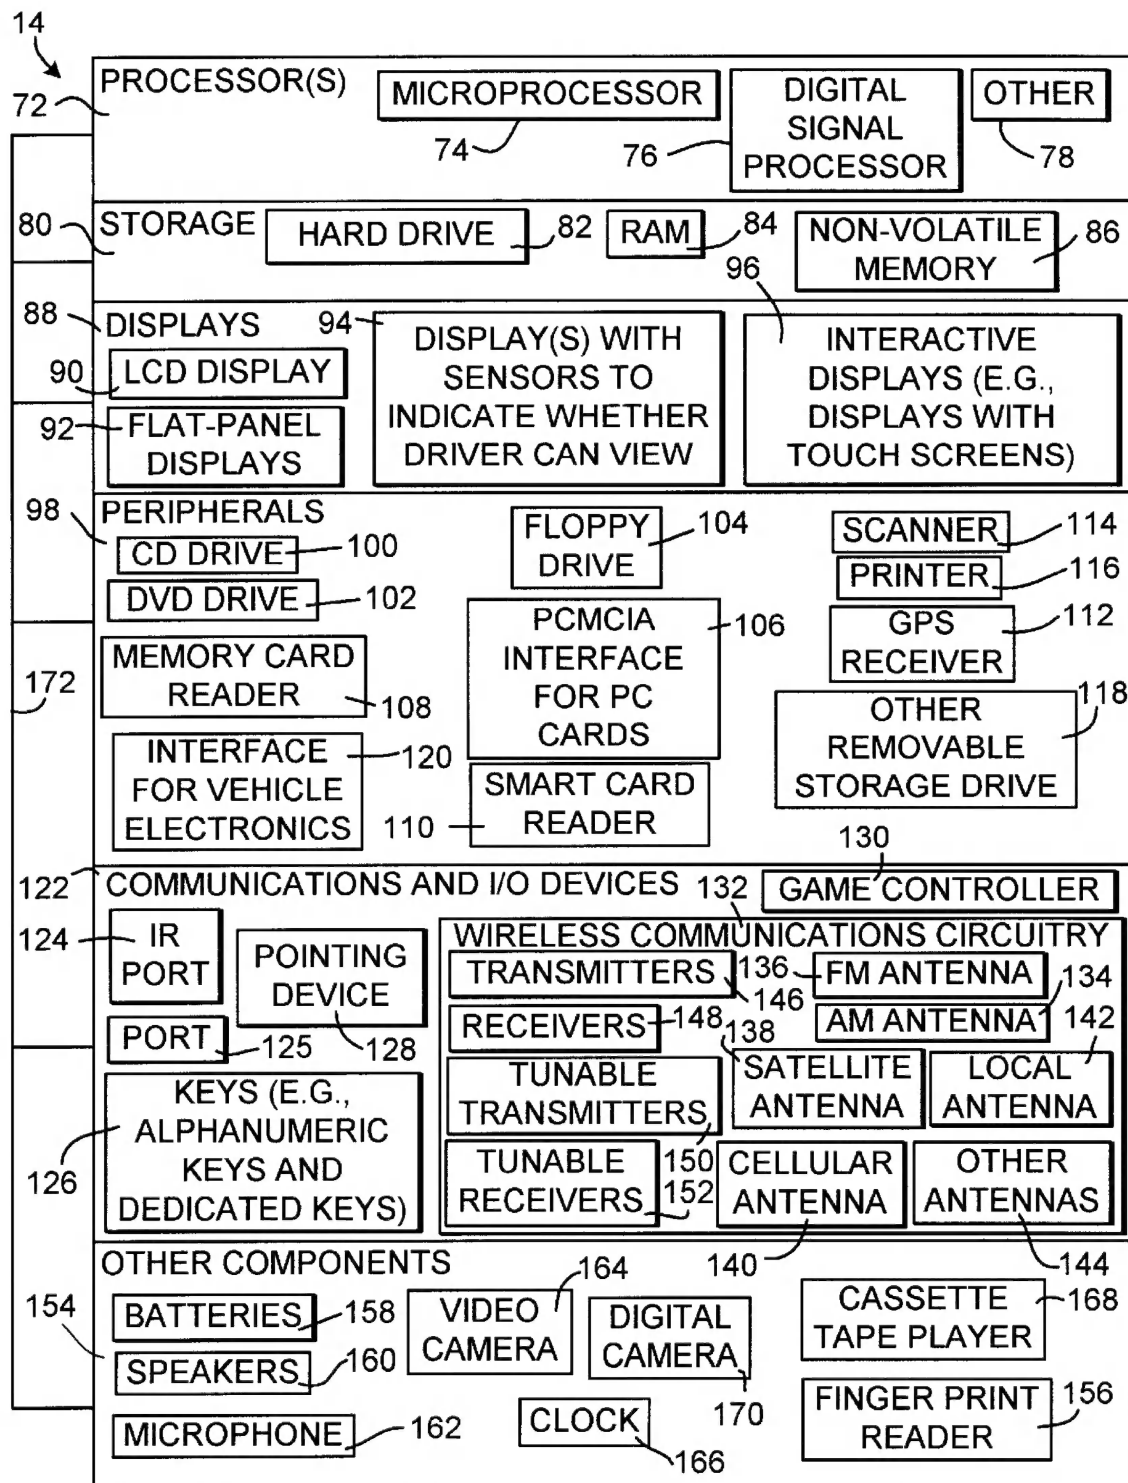 14
72
PROCESSOR(S)
MICROPROCESSOR
74
76
DIGITAL
SIGNAL
PROCESSOR
OTHER
78
80
STORAGE
HARD DRIVE
82
RAM
84
NON-VOLATILE
MEMORY
86
88
DISPLAYS
90
LCD DISPLAY
92
FLAT-PANEL
DISPLAYS
94
DISPLAY(S) WITH
SENSORS TO
INDICATE WHETHER
DRIVER CAN VIEW
96
INTERACTIVE
DISPLAYS (E.G.,
DISPLAYS WITH
TOUCH SCREENS)
98
PERIPHERALS
CD DRIVE
100
DVD DRIVE
102
FLOPPY
DRIVE
104
SCANNER
114
PRINTER
116
172
MEMORY CARD
READER
108
PCMCIA
INTERFACE
FOR PC
CARDS
106
GPS
RECEIVER
112
INTERFACE
FOR VEHICLE
ELECTRONICS
120
110
SMART CARD
READER
OTHER
REMOVABLE
STORAGE DRIVE
118
122
COMMUNICATIONS AND I/O DEVICES
130
GAME CONTROLLER
124
IR
PORT
POINTING
DEVICE
128
PORT
125
126
KEYS (E.G.,
ALPHANUMERIC
KEYS AND
DEDICATED KEYS)
132
WIRELESS COMMUNICATIONS CIRCUITRY
TRANSMITTERS
146
136
FM ANTENNA
134
RECEIVERS
148
AM ANTENNA
142
TUNABLE
TRANSMITTERS
150
138
SATELLITE
ANTENNA
LOCAL
ANTENNA
TUNABLE
RECEIVERS
152
CELLULAR
ANTENNA
140
OTHER
ANTENNAS
144
154
OTHER COMPONENTS
BATTERIES
158
SPEAKERS
160
MICROPHONE
162
VIDEO
CAMERA
164
DIGITAL
CAMERA
170
CLOCK
166
CASSETTE
TAPE PLAYER
168
FINGER PRINT
READER
156